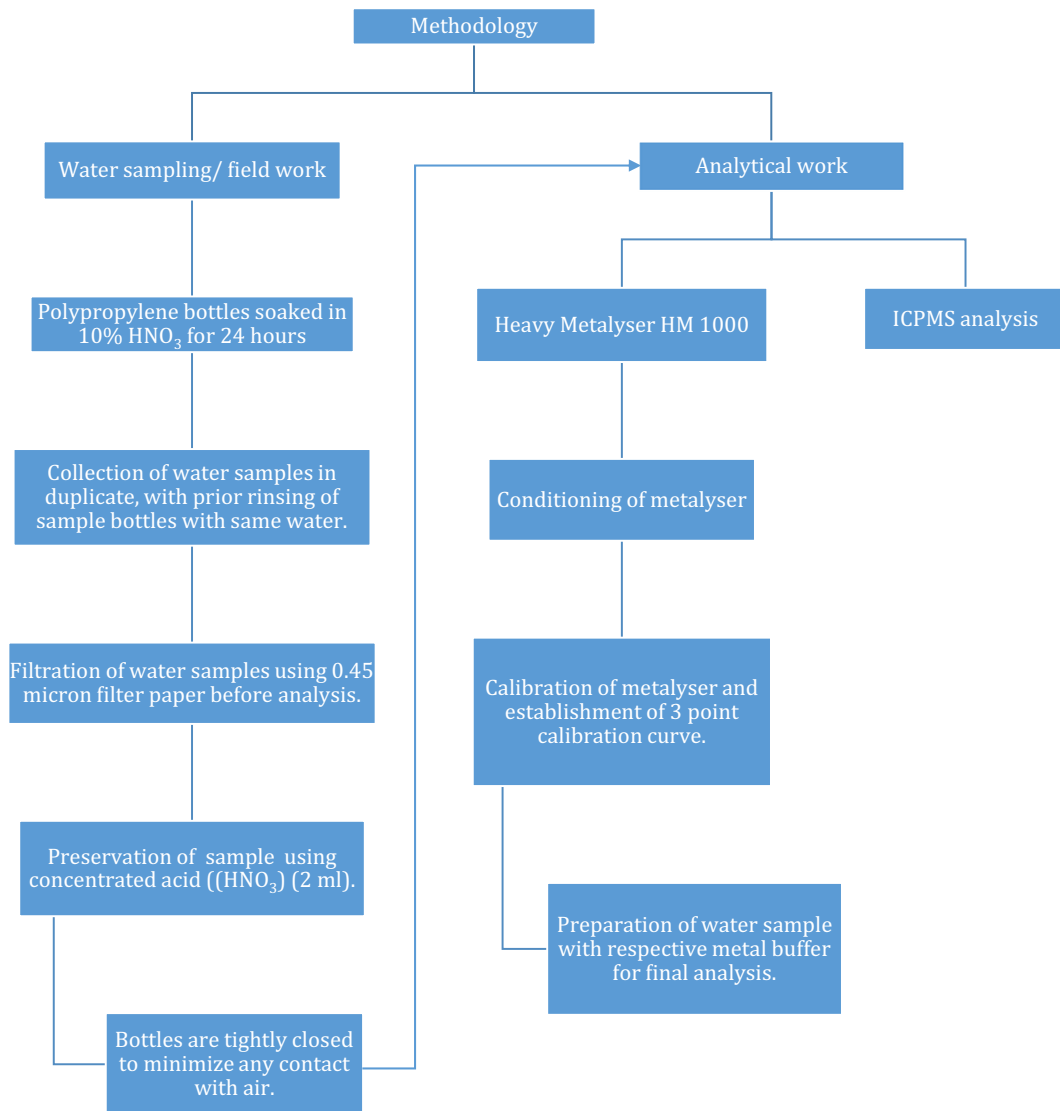 Methodology
Water sampling/ field work
Polypropylene bottles soaked in
10% HNO₃ for 24 hours
Collection of water samples in
duplicate, with prior rinsing of
sample bottles with same water.
Filtration of water samples using 0.45
micron filter paper before analysis.
Preservation of sample using
concentrated acid ((HNO₃) (2 ml).
Bottles are tightly closed
to minimize any contact
with air.
Analytical work
Heavy Metalyser HM 1000
Conditioning of metalyser
Calibration of metalyser and
establishment of 3 point
calibration curve.
Preparation of water sample
with respective metal buffer
for final analysis.
ICPMS analysis